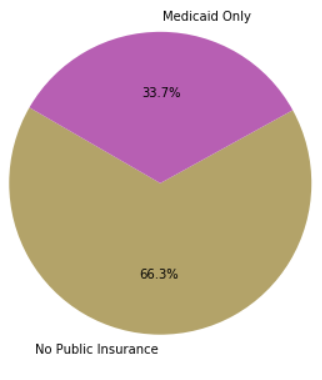 Medicaid Only
33.7%
66.3%
No Public Insurance